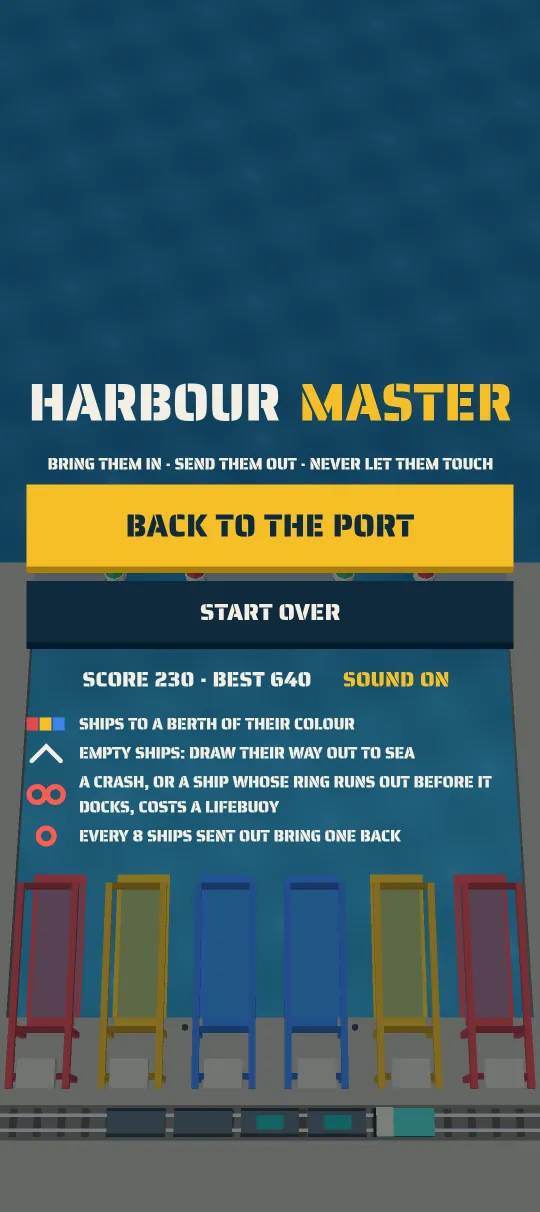 HARBOUR MASTER
BRING THEM IN · SEND THEM OUT · NEVER LET THEM TOUCH
BACK TO THE PORT
START OVER
SCORE 230 · BEST 640 SOUND ON
SHIPS TO A BERTH OF THEIR COLOUR
EMPTY SHIPS: DRAW THEIR WAY OUT TO SEA
A CRASH, OR A SHIP WHOSE RING RUNS OUT BEFORE IT
DOCKS, COSTS A LIFEBUOY
EVERY 8 SHIPS SENT OUT BRING ONE BACK